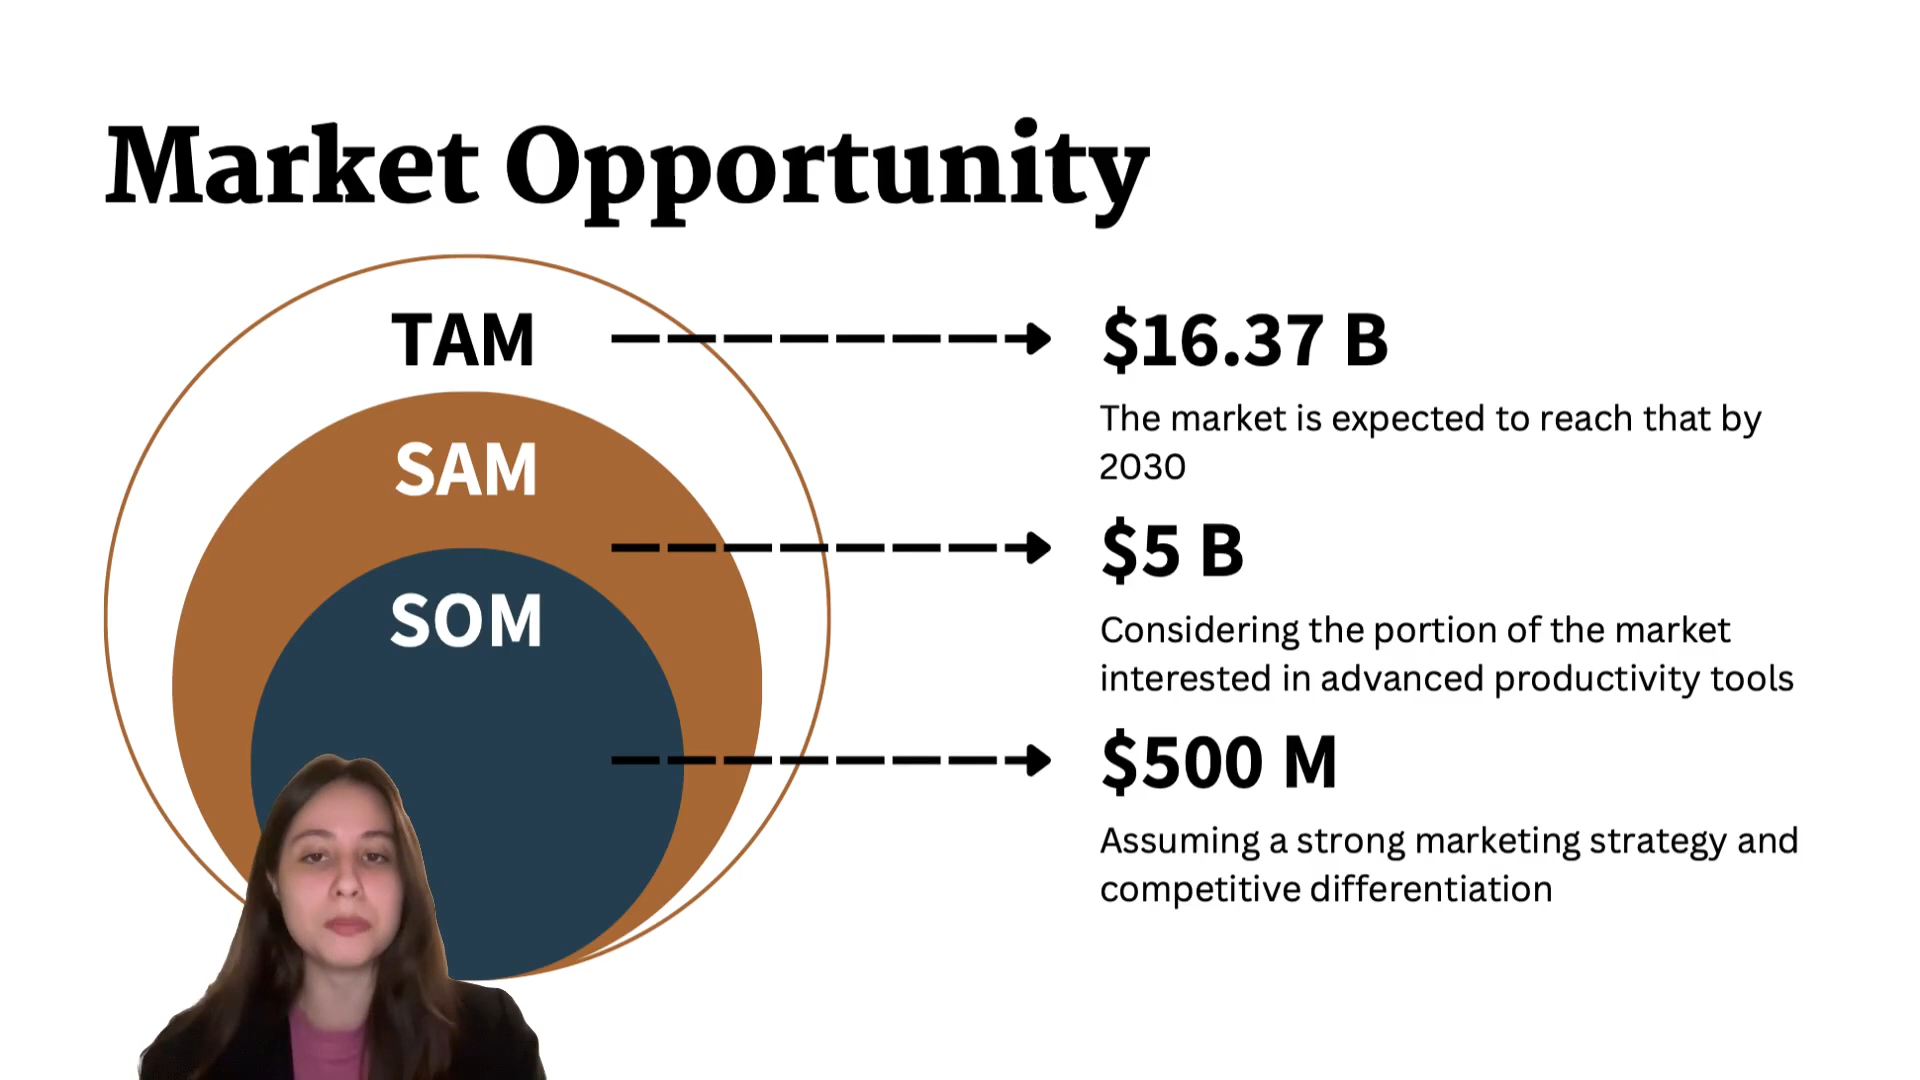 Market Opportunity
TAM
$16.37 B
The market is expected to reach that by
2030
SAM
$5 B
Considering the portion of the market
interested in advanced productivity tools
SOM
$500 M
Assuming a strong marketing strategy and
competitive differentiation